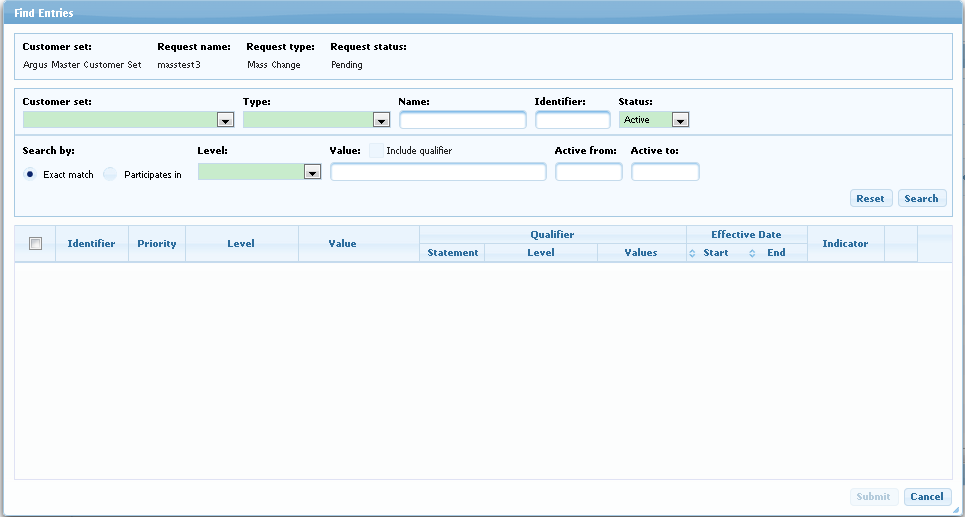 Find Entries
Customer set: Request name: Request type: Request status:
Argus Master Customer Set masstest3 Mass Change Pending
Customer set: Type: Name: Identifier: Status:
Active
Search by: Level: Value: Include qualifier Active from: Active to:
Exact match Participates in
Reset Search
Identifier Priority Level Value Qualifier Effective Date Indicator
Statement Level Values Start End
Submit Cancel